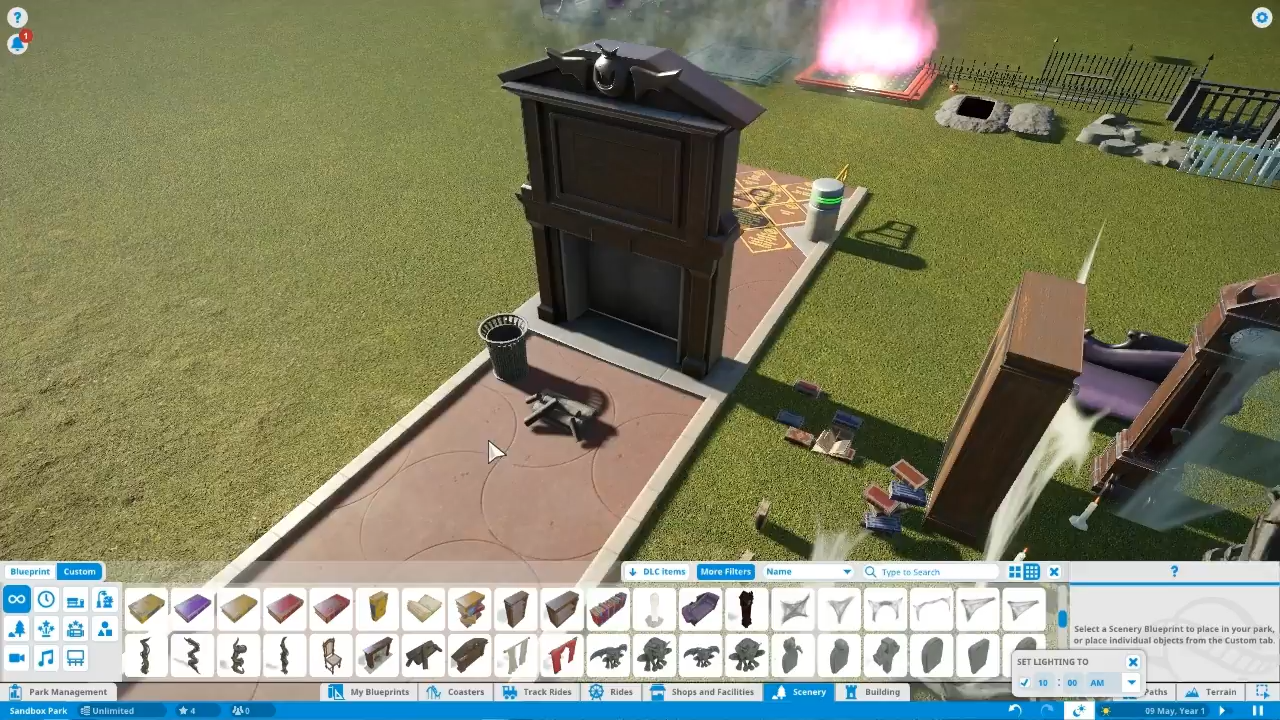 ?
1
Blueprint Custom
DLC Items More Filters Name Type to Search
?
Select a Scenery Blueprint to place in your park,
or place individual objects from the Custom tab
SET LIGHTING TO
10 : 00 AM
Park Management My Blueprints Coasters Track Rides Rides Shops and Facilities Scenery Building Paths Terrain
Sandbox Park Unlimited 4 0 09 May, Year 1